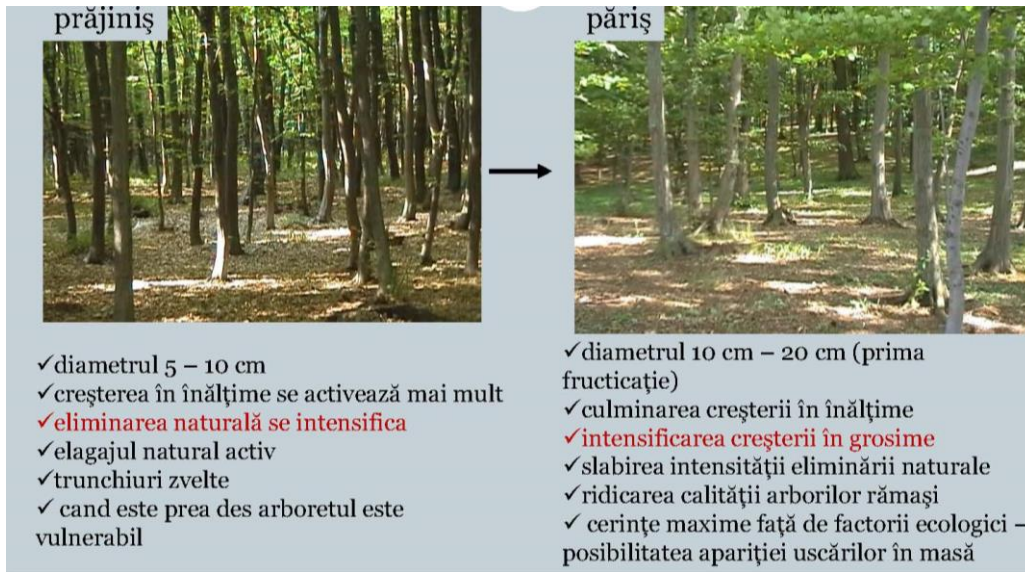 prăjiniş
păriş
✓diametrul 5 – 10 cm
✓creşterea în înălţime se activează mai mult
✓eliminarea naturală se intensifica
✓elagajul natural activ
✓trunchiuri zvelte
✓ cand este prea des arboretul este
vulnerabil
✓diametrul 10 cm – 20 cm (prima
fructicaţie)
✓culminarea creşterii în înălţime
✓intensificarea creşterii în grosime
✓slabirea intensităţii eliminării naturale
✓ridicarea calităţii arborilor rămaşi
✓ cerinţe maxime faţă de factorii ecologici –
posibilitatea apariţiei uscărilor în masă